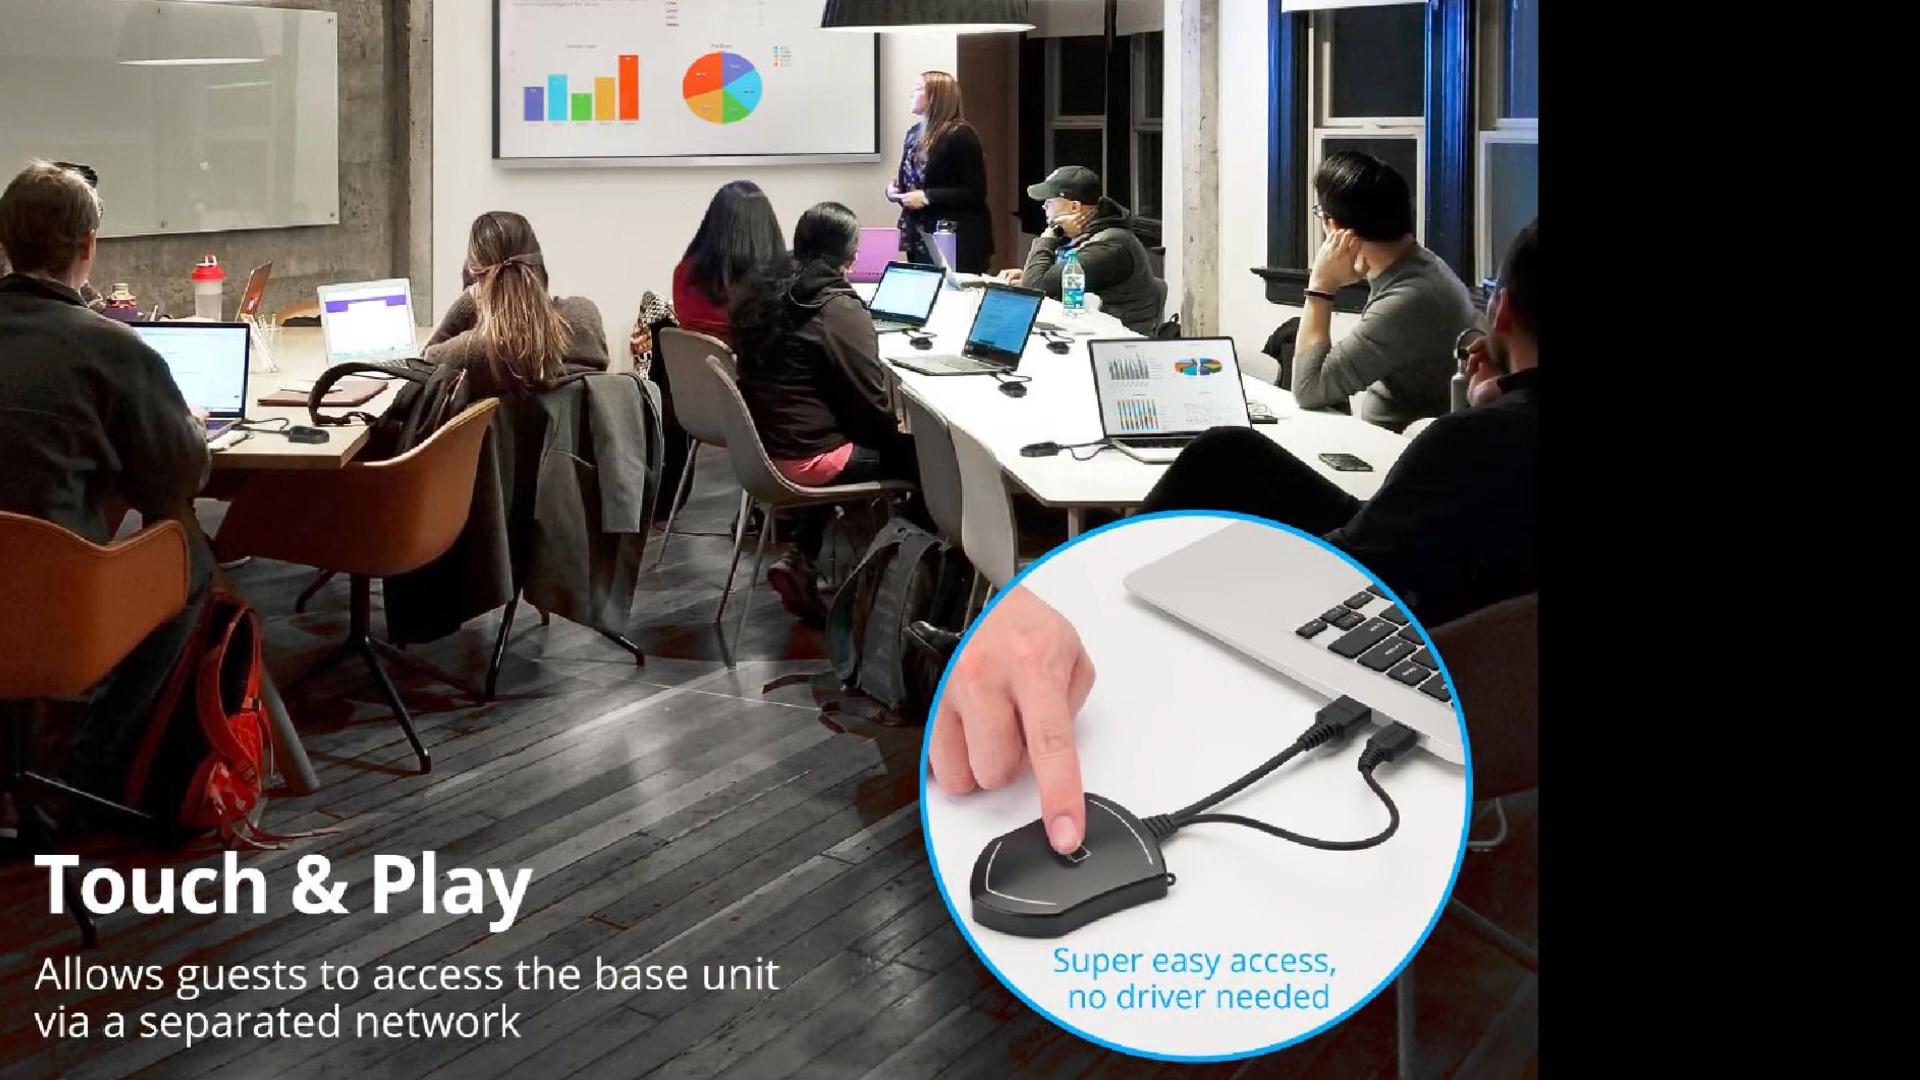 Touch & Play
Allows guests to access the base unit
via a separated network
Super easy access,
no driver needed